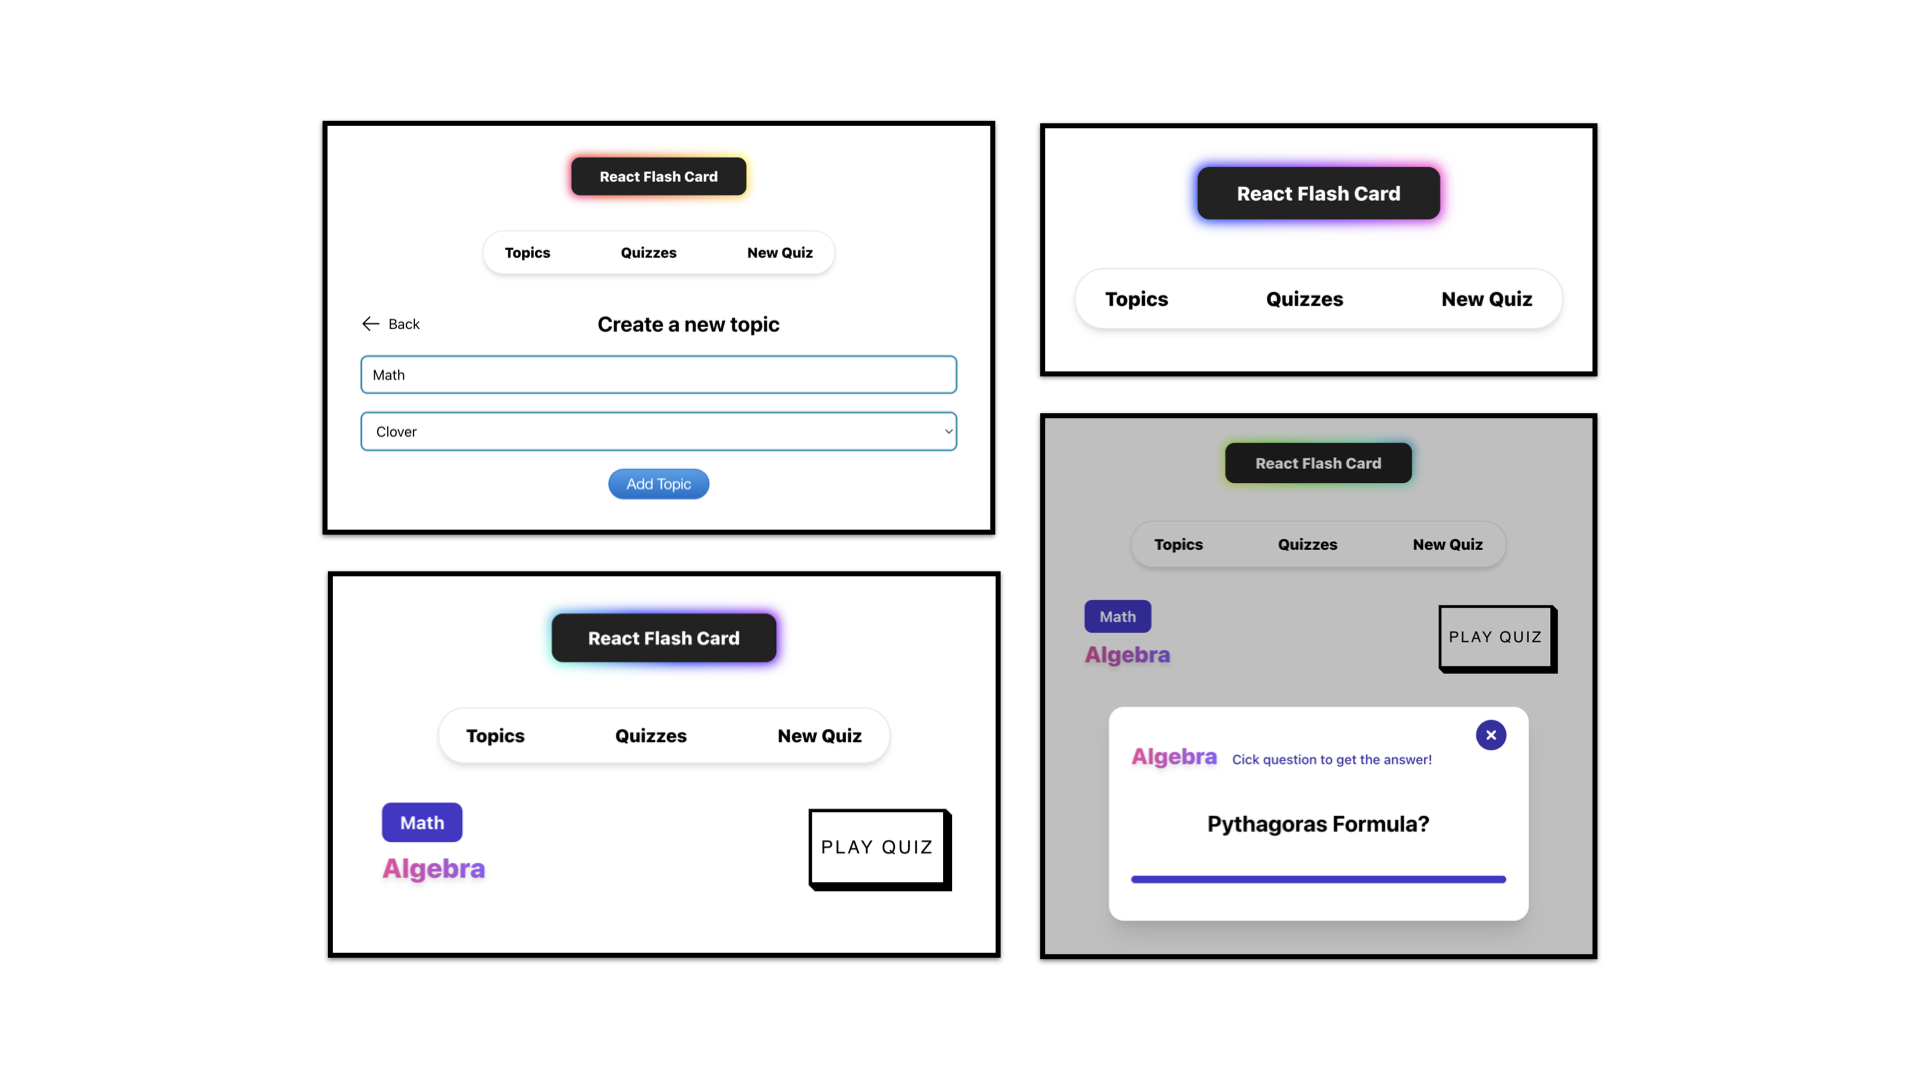 React Flash Card
Topics Quizzes New Quiz
Back Create a new topic
Math
Clover
Add Topic
React Flash Card
Topics Quizzes New Quiz
React Flash Card
Topics Quizzes New Quiz
Math
PLAY QUIZ
Algebra
React Flash Card
Topics Quizzes New Quiz
Math
PLAY QUIZ
Algebra
Algebra Cick question to get the answer!
Pythagoras Formula?